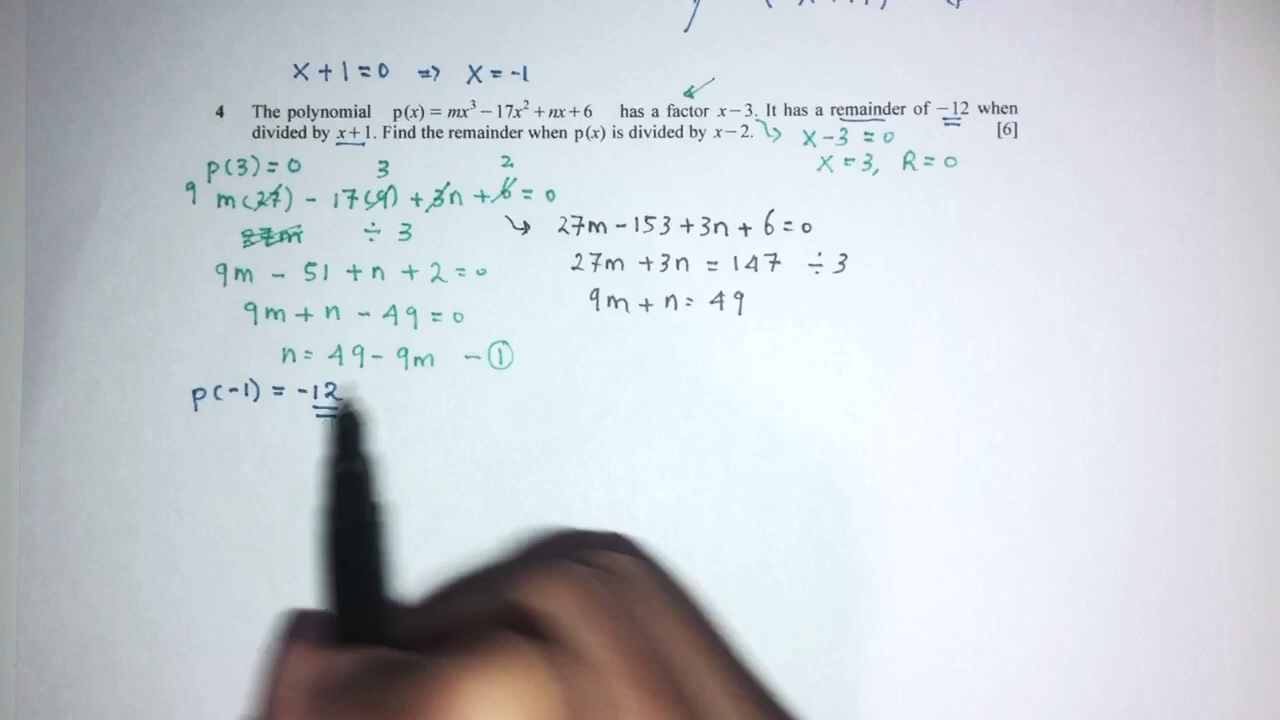 x+1=0 => x=-1
4 The polynomial p(x) = mx³ − 17x² + nx + 6 has a factor x−3. It has a remainder of −12 when
divided by x+1. Find the remainder when p(x) is divided by x−2. [6]
x-3=0
x=3, R=0
p(3)=0
3 2
9 m(27) - 17(9) + 3n + 6 = 0
÷ 3
9m - 51 + n + 2 = 0
9m + n - 49 = 0
n = 49 - 9m - ①
27m - 153 + 3n + 6 = 0
27m + 3n = 147 ÷3
9m + n = 49
p(-1) = -12